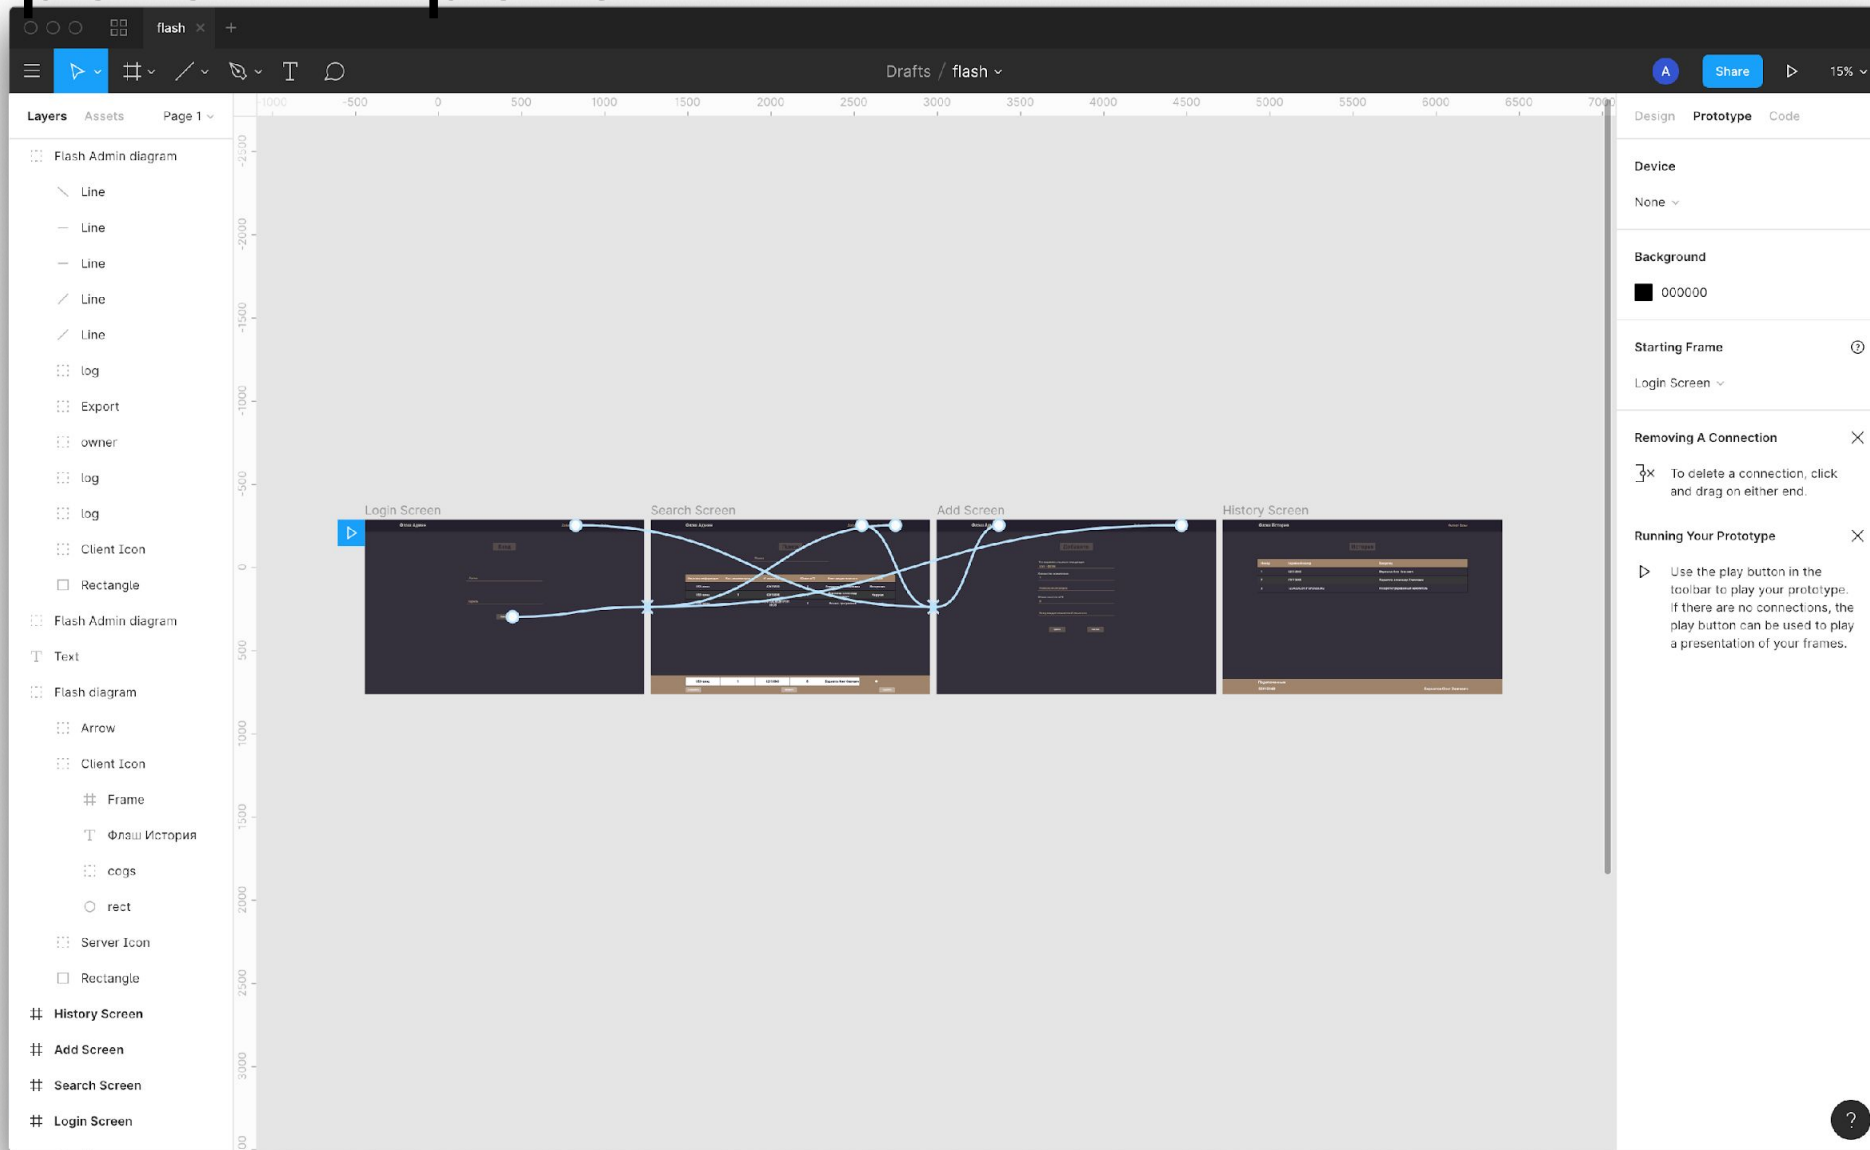 flash
Drafts / flash
A
Share
15%
Layers
Assets
Page 1
Design
Prototype
Code
-1000
-500
0
500
1000
1500
2000
2500
3000
3500
4000
4500
5000
5500
6000
6500
7000
-2500
-2000
-1500
-1000
-500
0
500
1000
1500
2000
2500
3000
Flash Admin diagram
Line
Line
Line
Line
Line
log
Export
owner
log
log
Client Icon
Rectangle
Flash Admin diagram
Text
Flash diagram
Arrow
Client Icon
Frame
Флаш История
cogs
rect
Server Icon
Rectangle
History Screen
Add Screen
Search Screen
Login Screen
Login Screen
Search Screen
Add Screen
History Screen
Device
None
Background
000000
Starting Frame
Login Screen
Removing A Connection
To delete a connection, click
and drag on either end.
Running Your Prototype
Use the play button in the
toolbar to play your prototype.
If there are no connections, the
play button can be used to play
a presentation of your frames.
?